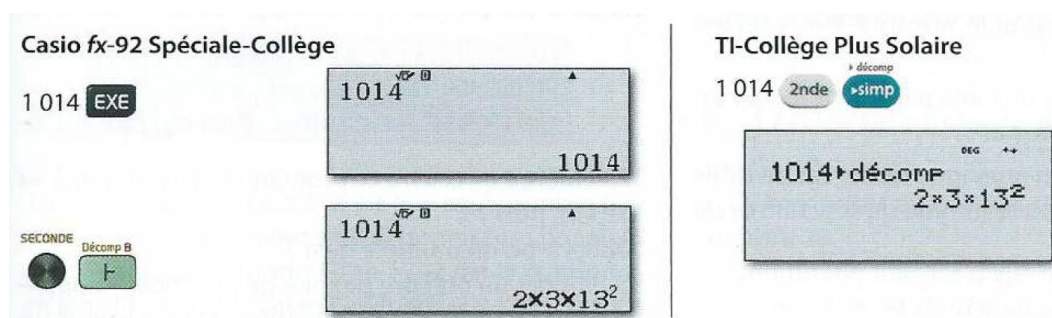 Casio fx-92 Spéciale-Collège
1 014 EXE
1014
1014
SECONDE
Décomp B
1014
2×3×13²
TI-Collège Plus Solaire
▸ décomp
1 014 2nde ▸simp
DEG
1014▸décomp
2×3×13²